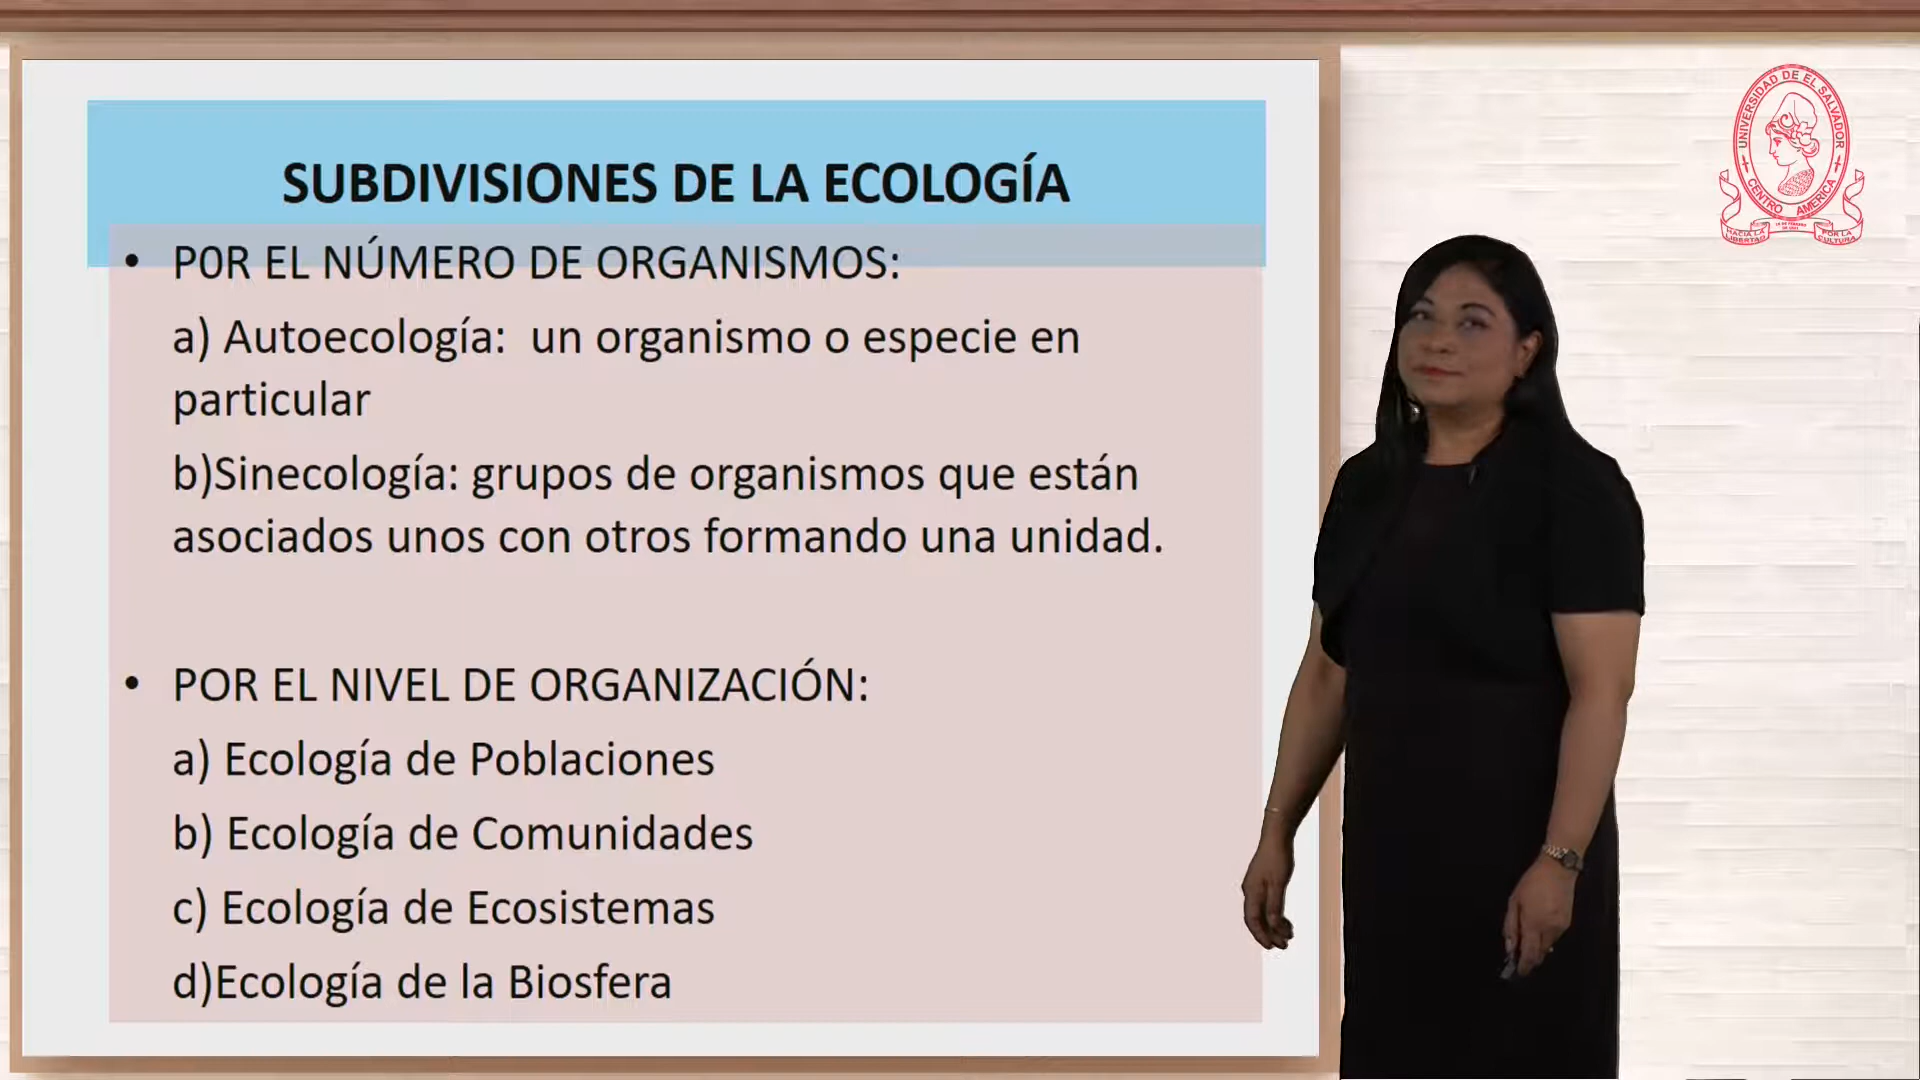 SUBDIVISIONES DE LA ECOLOGÍA
• P0R EL NÚMERO DE ORGANISMOS:
a) Autoecología: un organismo o especie en
particular
b)Sinecología: grupos de organismos que están
asociados unos con otros formando una unidad.
• POR EL NIVEL DE ORGANIZACIÓN:
a) Ecología de Poblaciones
b) Ecología de Comunidades
c) Ecología de Ecosistemas
d)Ecología de la Biosfera
UNIVERSIDAD DE EL SALVADOR
CENTRO AMERICA
HACIA LA LIBERTAD
POR LA CULTURA